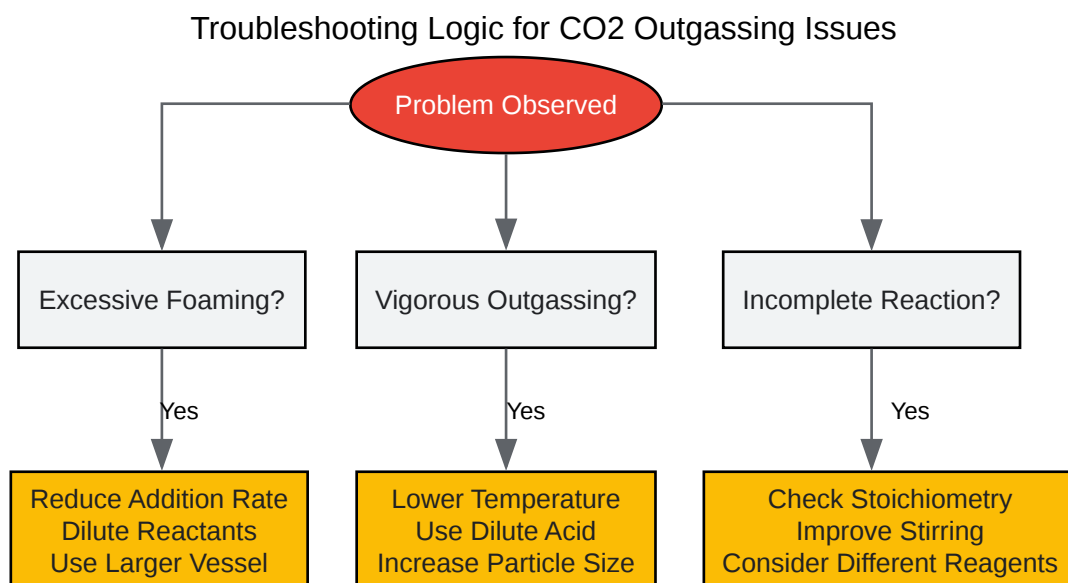 Troubleshooting Logic for CO2 Outgassing Issues
Problem Observed
Excessive Foaming?
Vigorous Outgassing?
Incomplete Reaction?
Yes
Yes
Yes
Reduce Addition Rate
Dilute Reactants
Use Larger Vessel
Lower Temperature
Use Dilute Acid
Increase Particle Size
Check Stoichiometry
Improve Stirring
Consider Different Reagents